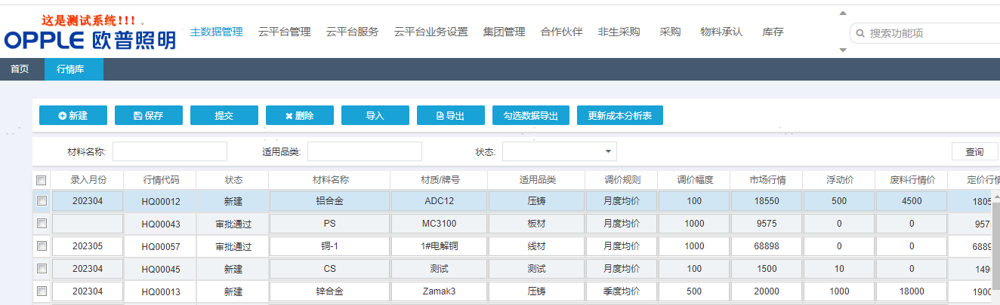 这是测试系统!!!.
OPPLE 欧普照明
主数据管理 云平台管理 云平台服务 云平台业务设置 集团管理 合作伙伴 非生采购 采购 物料承认 库存
搜索功能项
首页 行情库
新建 保存 提交 删除 导入 导出 勾选数据导出 更新成本分析表
材料名称: 适用品类: 状态: 查询
录入月份 行情代码 状态 材料名称 材质/牌号 适用品类 调价规则 调价幅度 市场行情 浮动价 废料行情价 定价行情
202304 HQ00012 新建 铝合金 ADC12 压铸 月度均价 100 18550 500 4500 1805
HQ00043 审批通过 PS MC3100 板材 月度均价 1000 9575 0 0 957
202305 HQ00057 审批通过 铜-1 1#电解铜 线材 月度均价 1000 68898 0 0 6889
202304 HQ00045 新建 CS 测试 测试 月度均价 100 1500 10 0 149
202304 HQ00013 新建 锌合金 Zamak3 压铸 季度均价 500 20000 1000 18000 1900